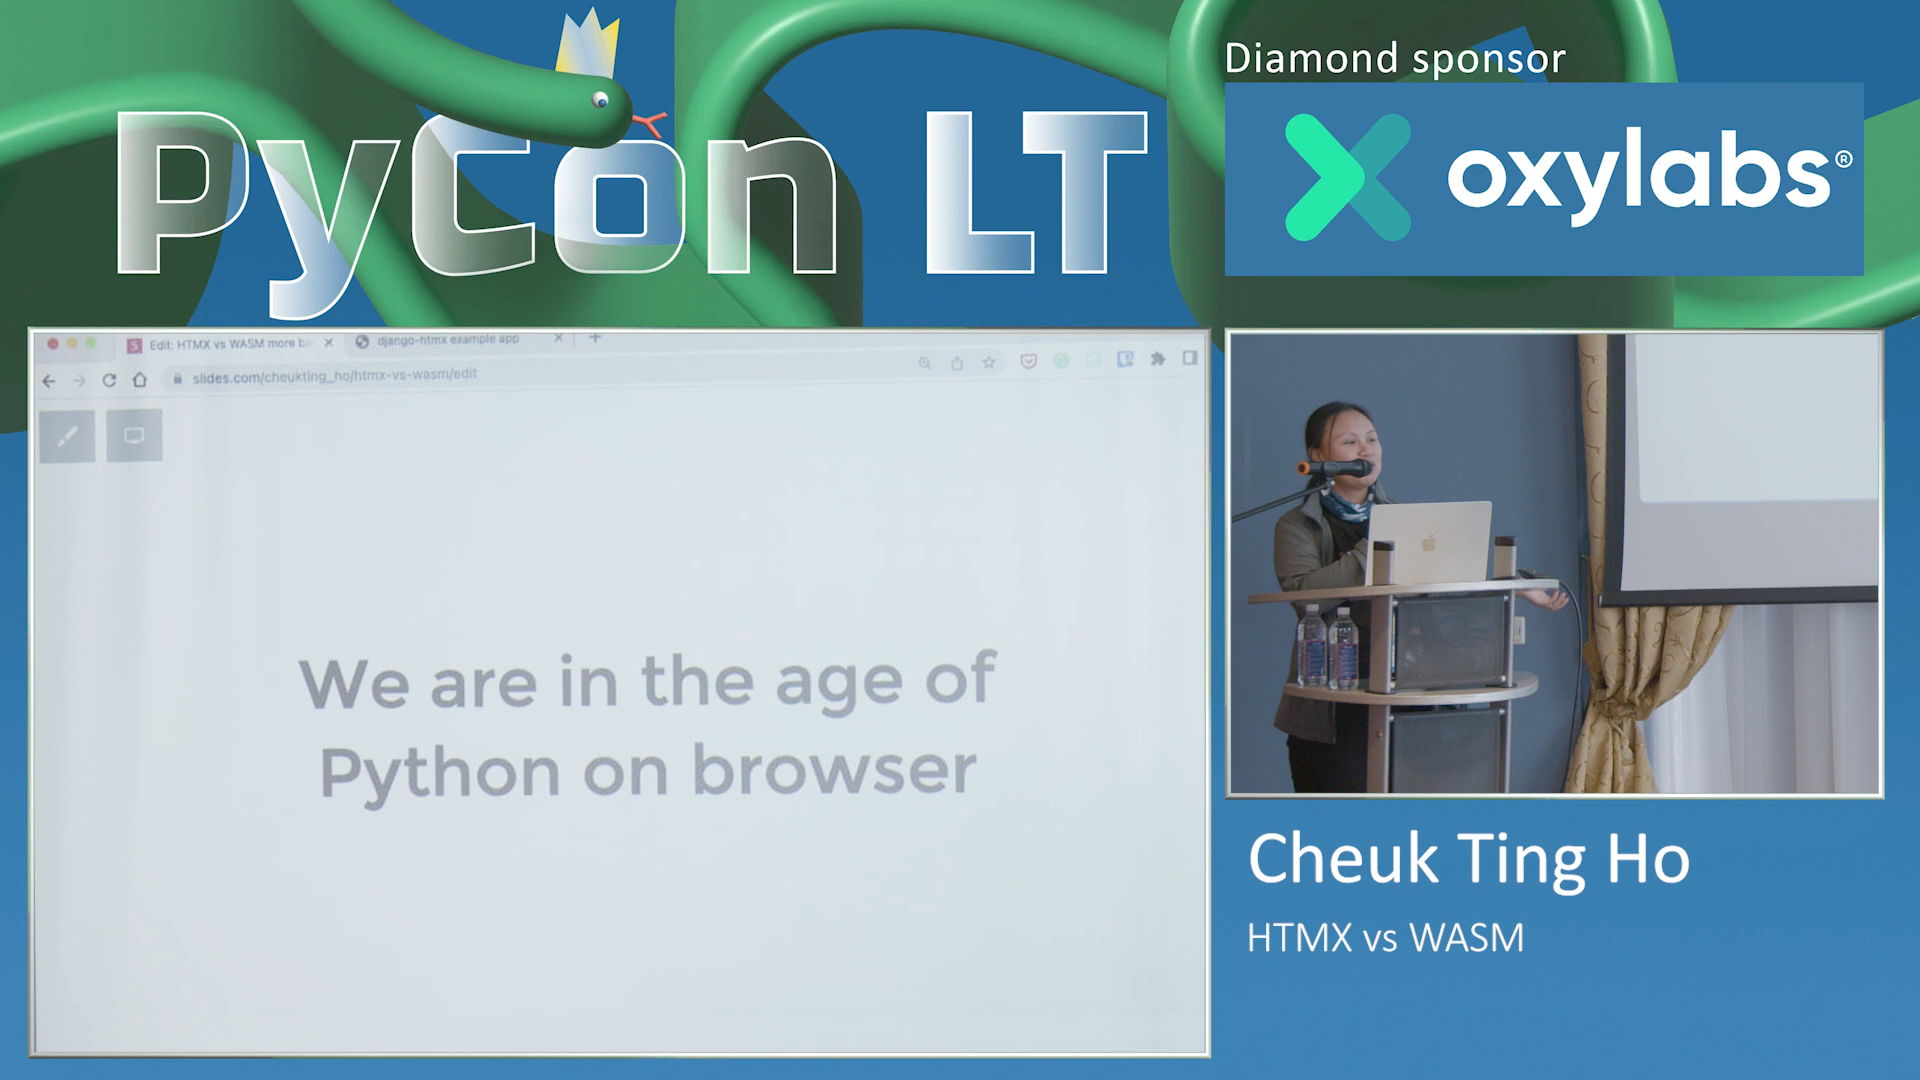 Diamond sponsor
PyCon LT
oxylabs®
Edit: HTMX vs WASM more ba
django-htmx example app
slides.com/cheukting_ho/htmx-vs-wasm/edit
We are in the age of
Python on browser
Cheuk Ting Ho
HTMX vs WASM